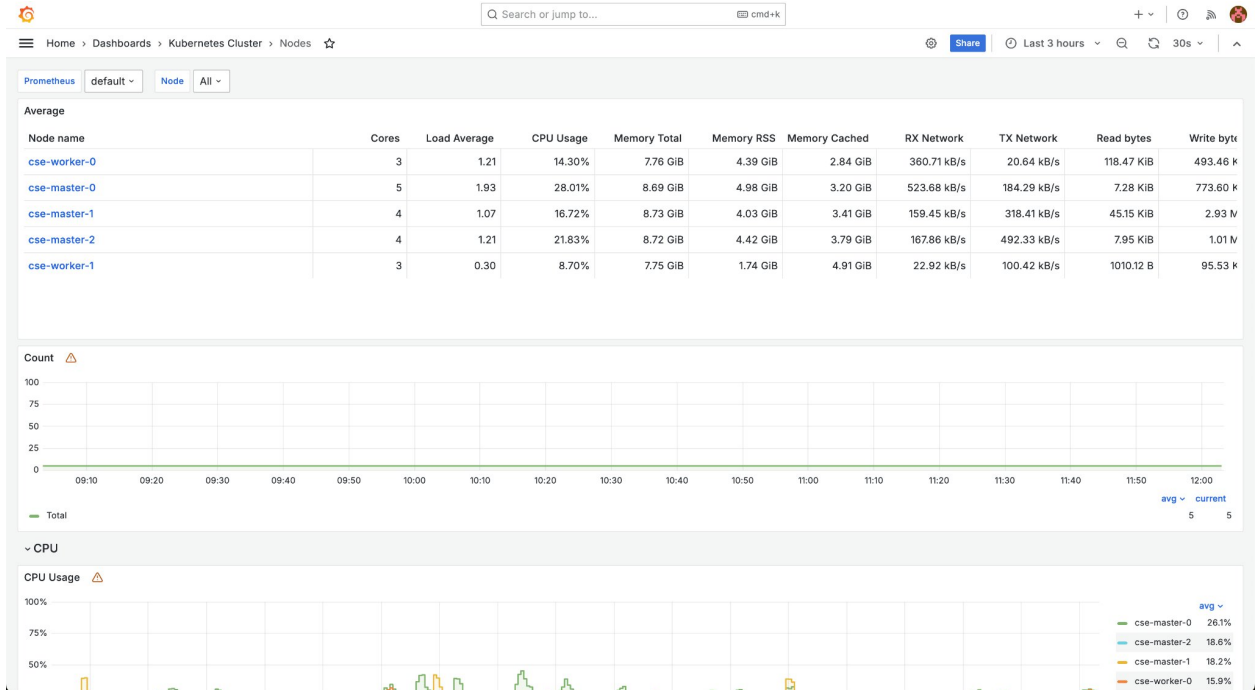 Search or jump to... cmd+k
Home › Dashboards › Kubernetes Cluster › Nodes Share Last 3 hours 30s
Prometheus default Node All
Average
Node name Cores Load Average CPU Usage Memory Total Memory RSS Memory Cached RX Network TX Network Read bytes Write byte
cse-worker-0 3 1.21 14.30% 7.76 GiB 4.39 GiB 2.84 GiB 360.71 kB/s 20.64 kB/s 118.47 KiB 493.46 K
cse-master-0 5 1.93 28.01% 8.69 GiB 4.98 GiB 3.20 GiB 523.68 kB/s 184.29 kB/s 7.28 KiB 773.60 K
cse-master-1 4 1.07 16.72% 8.73 GiB 4.03 GiB 3.41 GiB 159.45 kB/s 318.41 kB/s 45.15 KiB 2.93 M
cse-master-2 4 1.21 21.83% 8.72 GiB 4.42 GiB 3.79 GiB 167.86 kB/s 492.33 kB/s 7.95 KiB 1.01 M
cse-worker-1 3 0.30 8.70% 7.75 GiB 1.74 GiB 4.91 GiB 22.92 kB/s 100.42 kB/s 1010.12 B 95.53 K
Count
100
75
50
25
0
09:10 09:20 09:30 09:40 09:50 10:00 10:10 10:20 10:30 10:40 10:50 11:00 11:10 11:20 11:30 11:40 11:50 12:00
avg current
Total 5 5
CPU
CPU Usage
100%
75%
50%
avg
cse-master-0 26.1%
cse-master-2 18.6%
cse-master-1 18.2%
cse-worker-0 15.9%